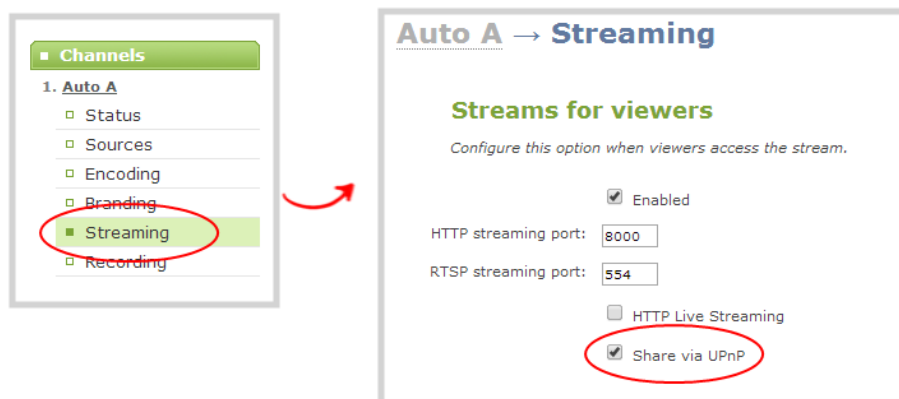 Channels
1. Auto A
Status
Sources
Encoding
Branding
Streaming
Recording
Auto A → Streaming
Streams for viewers
Configure this option when viewers access the stream.
Enabled
HTTP streaming port: 8000
RTSP streaming port: 554
HTTP Live Streaming
Share via UPnP